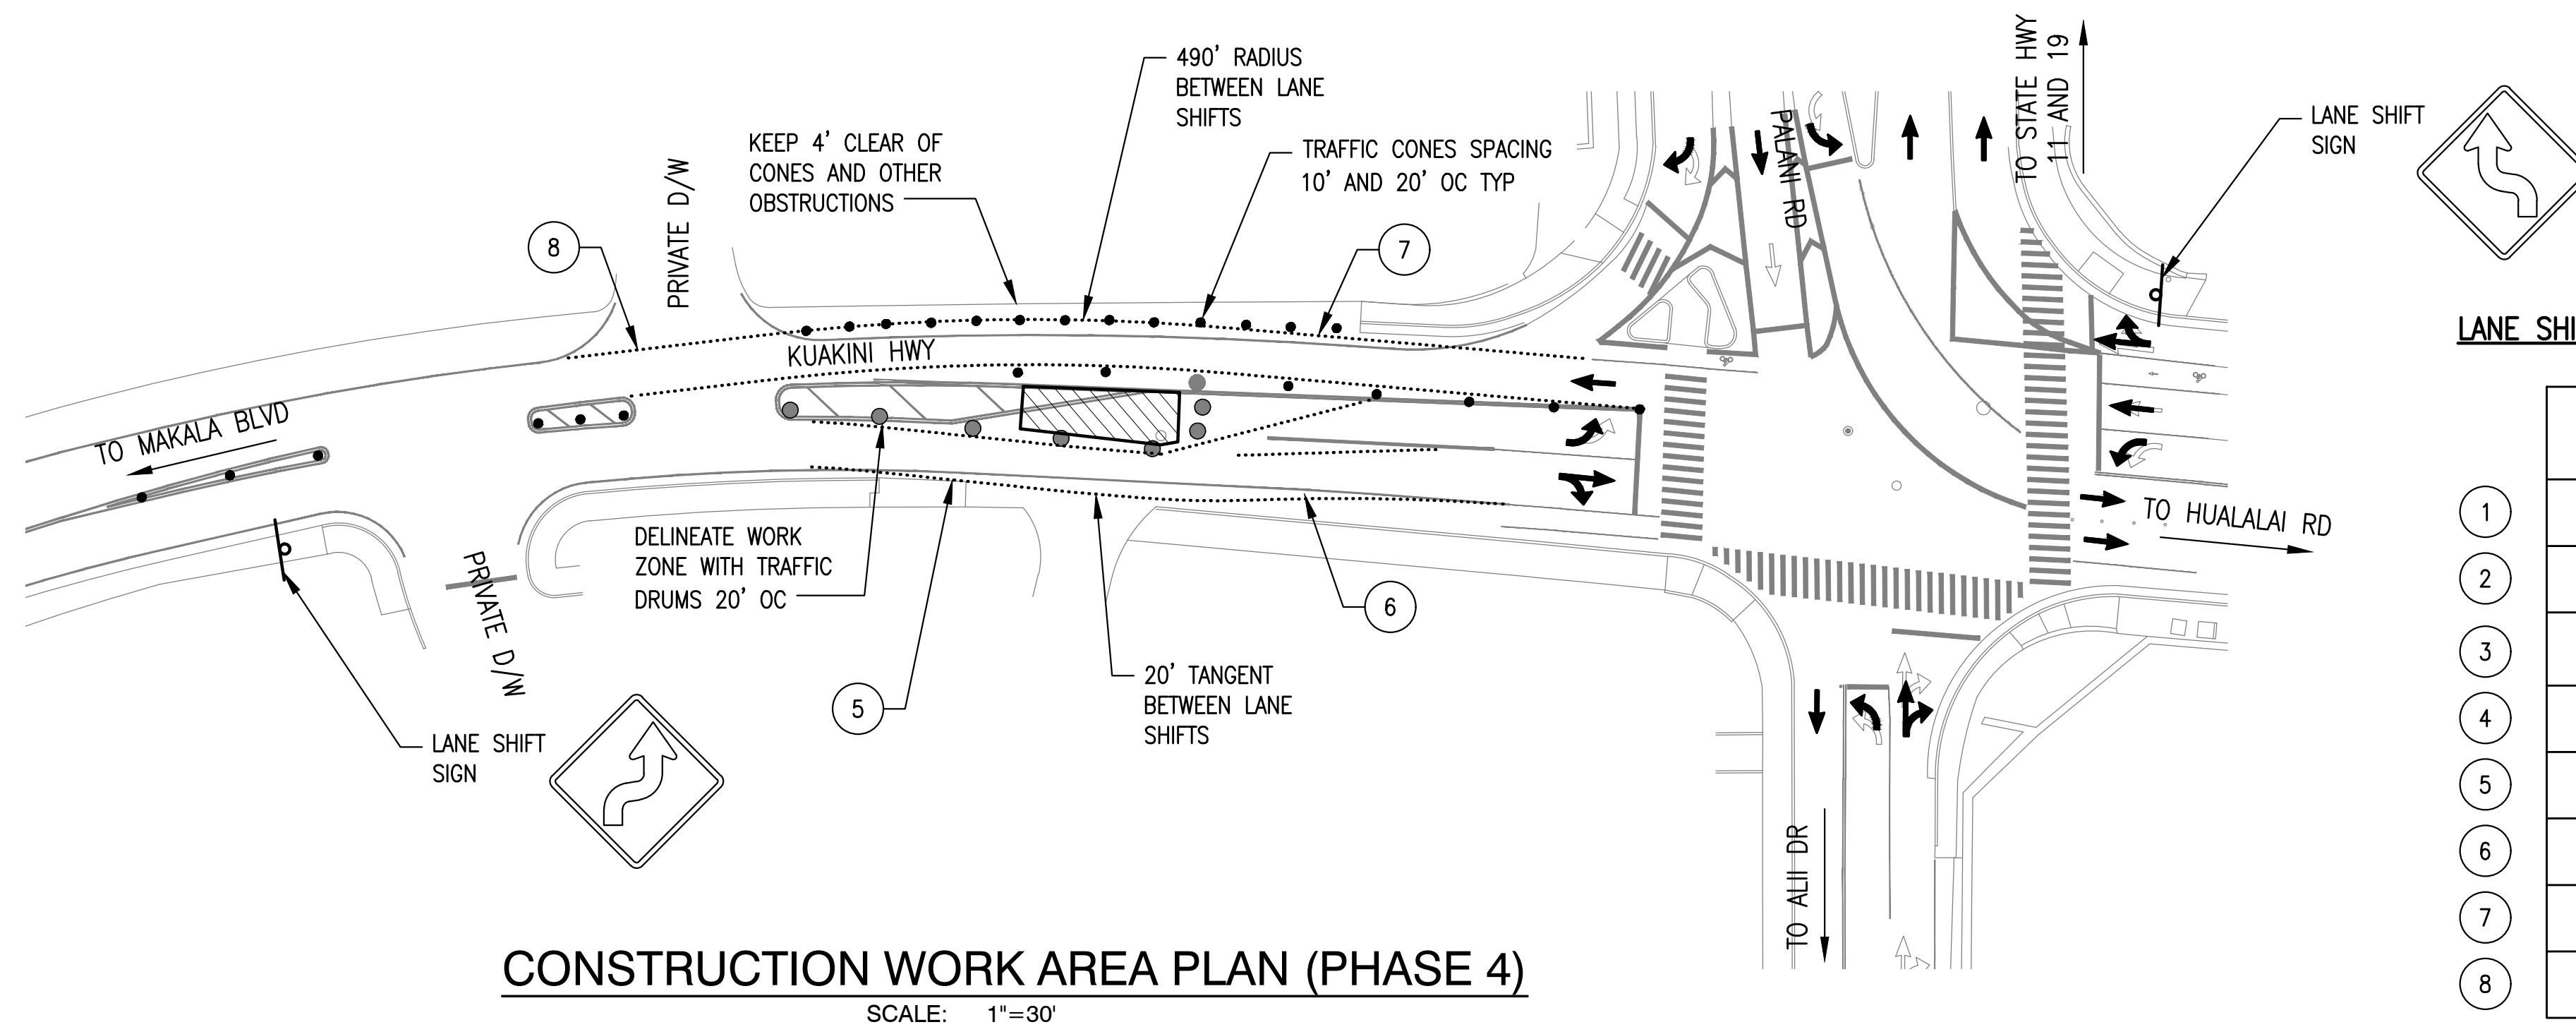 490' RADIUS
BETWEEN LANE
SHIFTS
KEEP 4' CLEAR OF
CONES AND OTHER
OBSTRUCTIONS
TRAFFIC CONES SPACING
10' AND 20' OC TYP
8
PRIVATE D/W
7
PALANI RD
TO STATE HWY
11 AND 19
LANE SHIFT
SIGN
KUAKINI HWY
TO MAKALA BLVD
TO HUALALAI RD
DELINEATE WORK
ZONE WITH TRAFFIC
DRUMS 20' OC
PRIVATE D/W
6
5
20' TANGENT
BETWEEN LANE
SHIFTS
LANE SHIFT
SIGN
TO ALII DR
CONSTRUCTION WORK AREA PLAN (PHASE 4)
SCALE: 1"=30'
LANE SHI
1
2
3
4
5
6
7
8